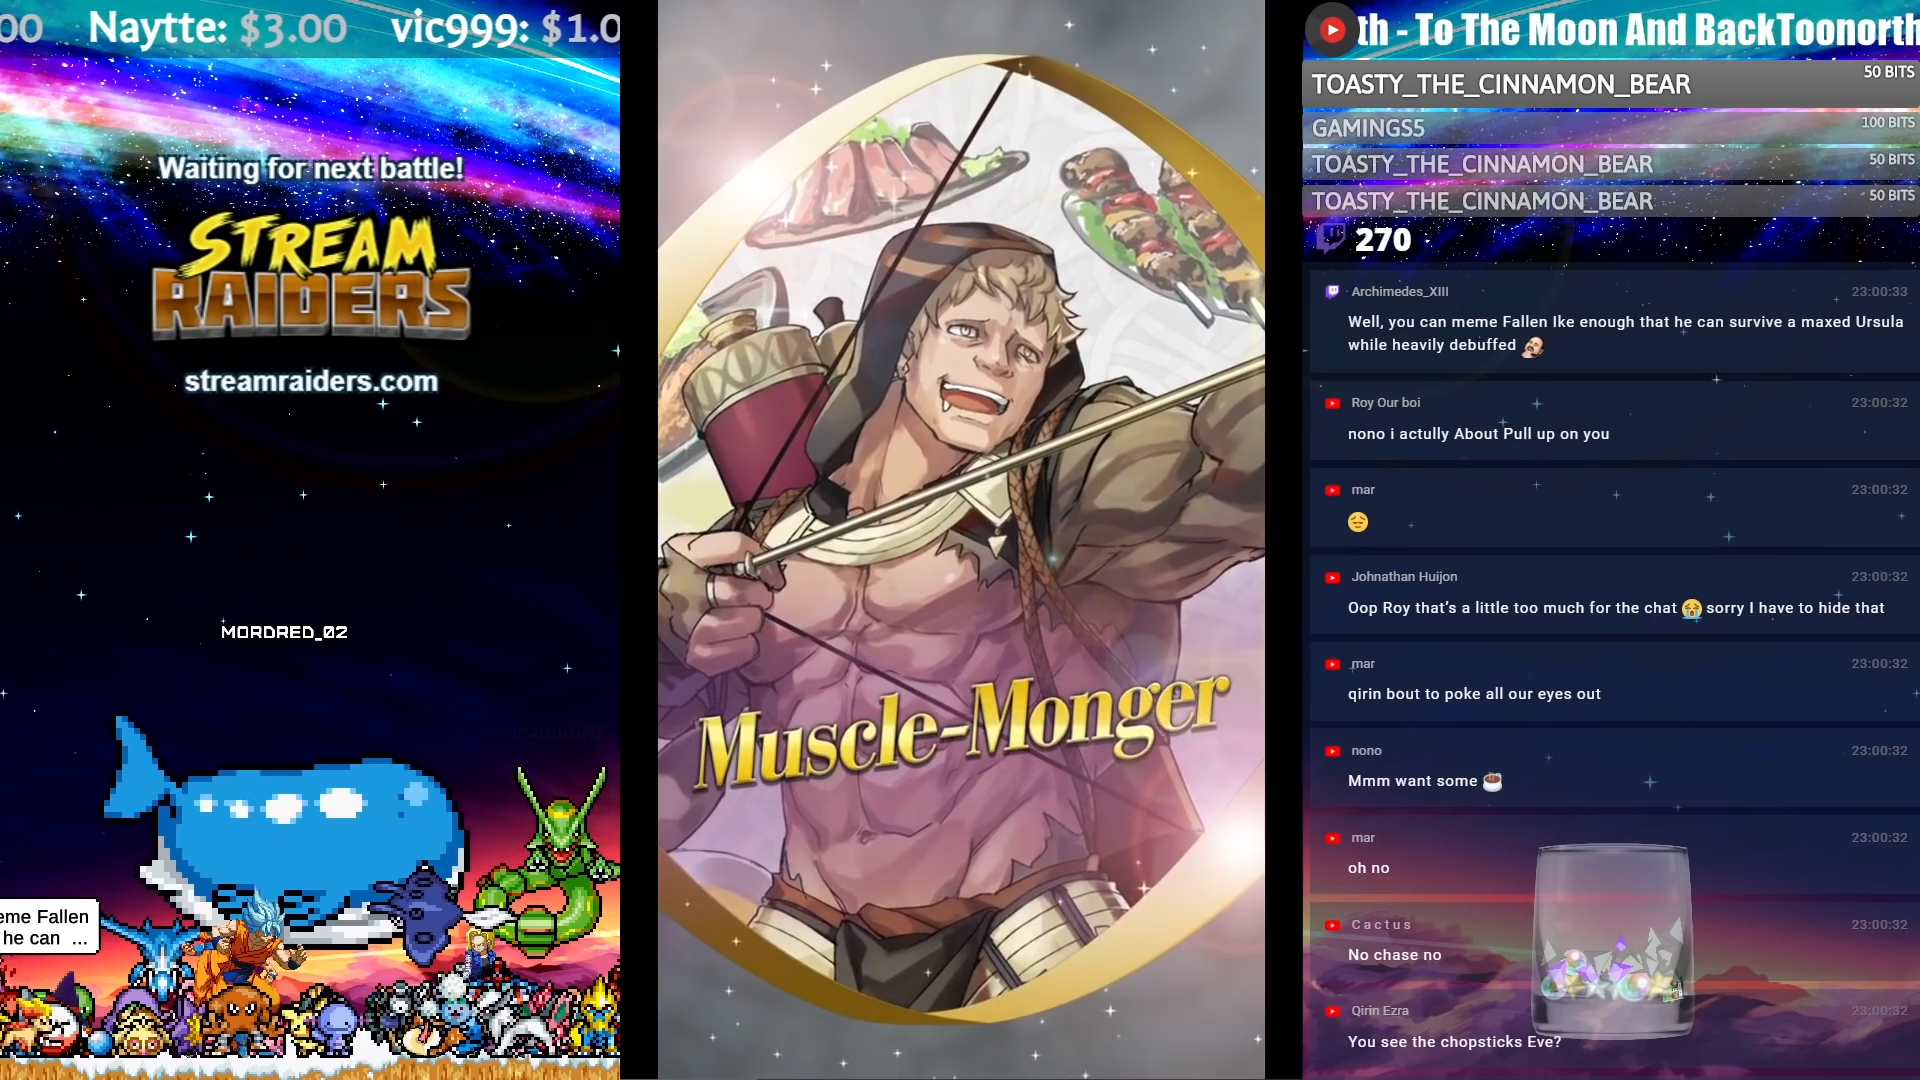 00 Naytte: $3.00 vic999: $1.0
Waiting for next battle!
STREAM
RAIDERS
streamraiders.com
MORDRED_02
eme Fallen
he can ...
Muscle-Monger
th - To The Moon And BackToonorth
TOASTY_THE_CINNAMON_BEAR 50 BITS
GAMINGS5 100 BITS
TOASTY_THE_CINNAMON_BEAR 50 BITS
TOASTY_THE_CINNAMON_BEAR 50 BITS
270
Archimedes_XIII 23:00:33
Well, you can meme Fallen Ike enough that he can survive a maxed Ursula
while heavily debuffed
Roy Our boi 23:00:32
nono i actully About Pull up on you
mar 23:00:32
Johnathan Huijon 23:00:32
Oop Roy that's a little too much for the chat 😭 sorry I have to hide that
mar 23:00:32
qirin bout to poke all our eyes out
nono 23:00:32
Mmm want some ☕
mar 23:00:32
oh no
Cactus 23:00:32
No chase no
Qirin Ezra 23:00:32
You see the chopsticks Eve?